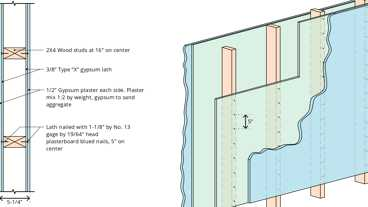 2X4 Wood studs at 16" on center
3/8" Type "X" gypsum lath
1/2" Gypsum plaster each side. Plaster
mix 1:2 by weight, gypsum to sand
aggregate
Lath nailed with 1-1/8" by No. 13
gage by 19/64" head
plasterboard blued nails, 5" on
center
5"
5-1/4"